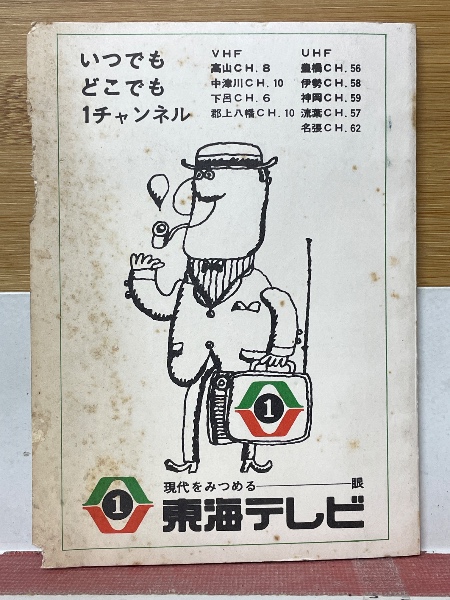 いつでも
どこでも
1チャンネル
VHF
高山CH. 8
中津川CH. 10
下呂CH. 6
郡上八幡CH. 10
UHF
豊橋CH. 56
伊勢CH. 58
神岡CH. 59
流葉CH. 57
名張CH. 62
1
現代をみつめる――――眼
1 東海テレビ